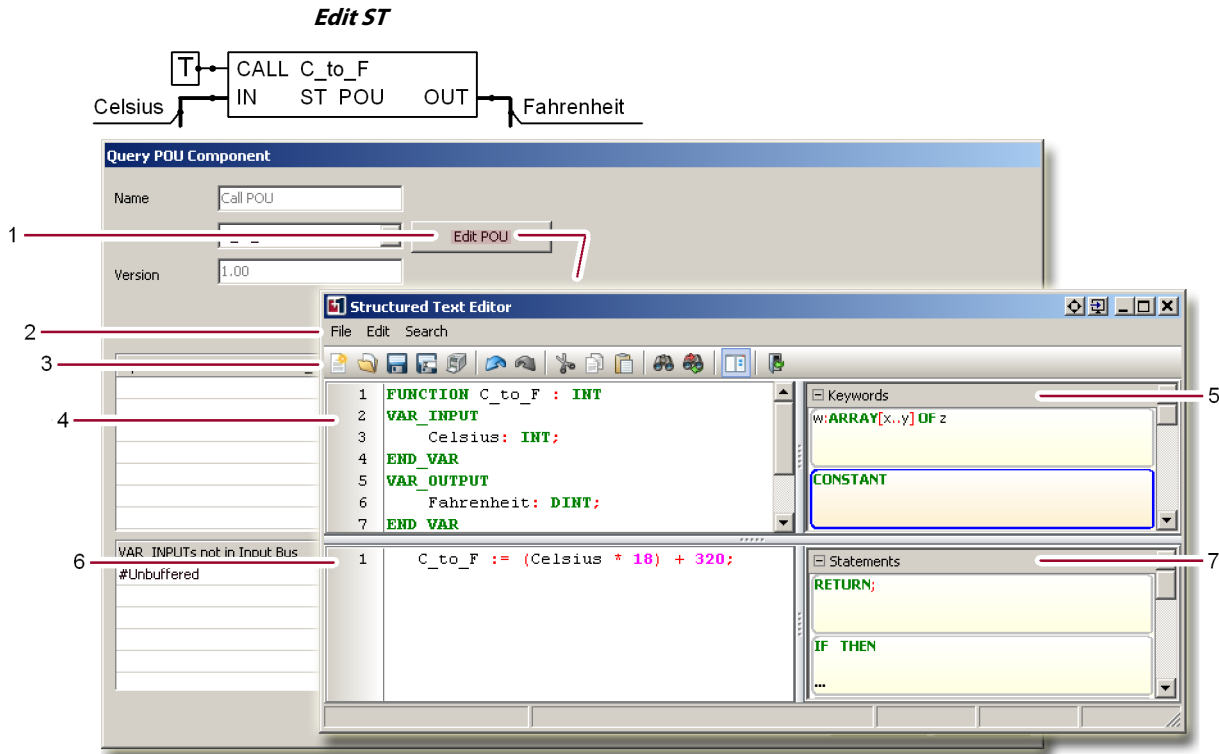 Edit ST
T CALL C_to_F
Celsius IN ST POU OUT Fahrenheit
Query POU Component
Name Call POU
1 Edit POU
Version 1.00
Structured Text Editor
2 File Edit Search
3
4
1 FUNCTION C_to_F : INT
2 VAR_INPUT
3 Celsius: INT;
4 END_VAR
5 VAR_OUTPUT
6 Fahrenheit: DINT;
7 END_VAR
Keywords 5
w:ARRAY[x..y] OF z
CONSTANT
VAR_INPUTs not in Input Bus
#Unbuffered
6
1 C_to_F := (Celsius * 18) + 320;
Statements 7
RETURN;
IF THEN
...